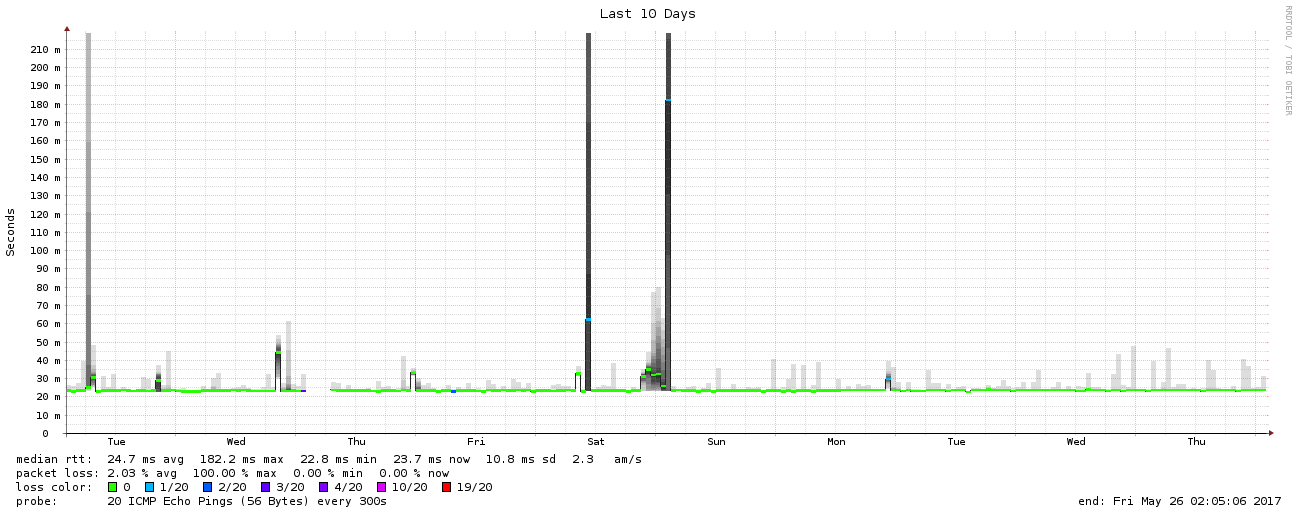 Last 10 Days
RRDTOOL / TOBI OETIKER
Seconds
210 m
200 m
190 m
180 m
170 m
160 m
150 m
140 m
130 m
120 m
110 m
100 m
90 m
80 m
70 m
60 m
50 m
40 m
30 m
20 m
10 m
0
Tue Wed Thu Fri Sat Sun Mon Tue Wed Thu
median rtt: 24.7 ms avg 182.2 ms max 22.8 ms min 23.7 ms now 10.8 ms sd 2.3 am/s
packet loss: 2.03 % avg 100.00 % max 0.00 % min 0.00 % now
loss color: 0 1/20 2/20 3/20 4/20 10/20 19/20
probe: 20 ICMP Echo Pings (56 Bytes) every 300s end: Fri May 26 02:05:06 2017